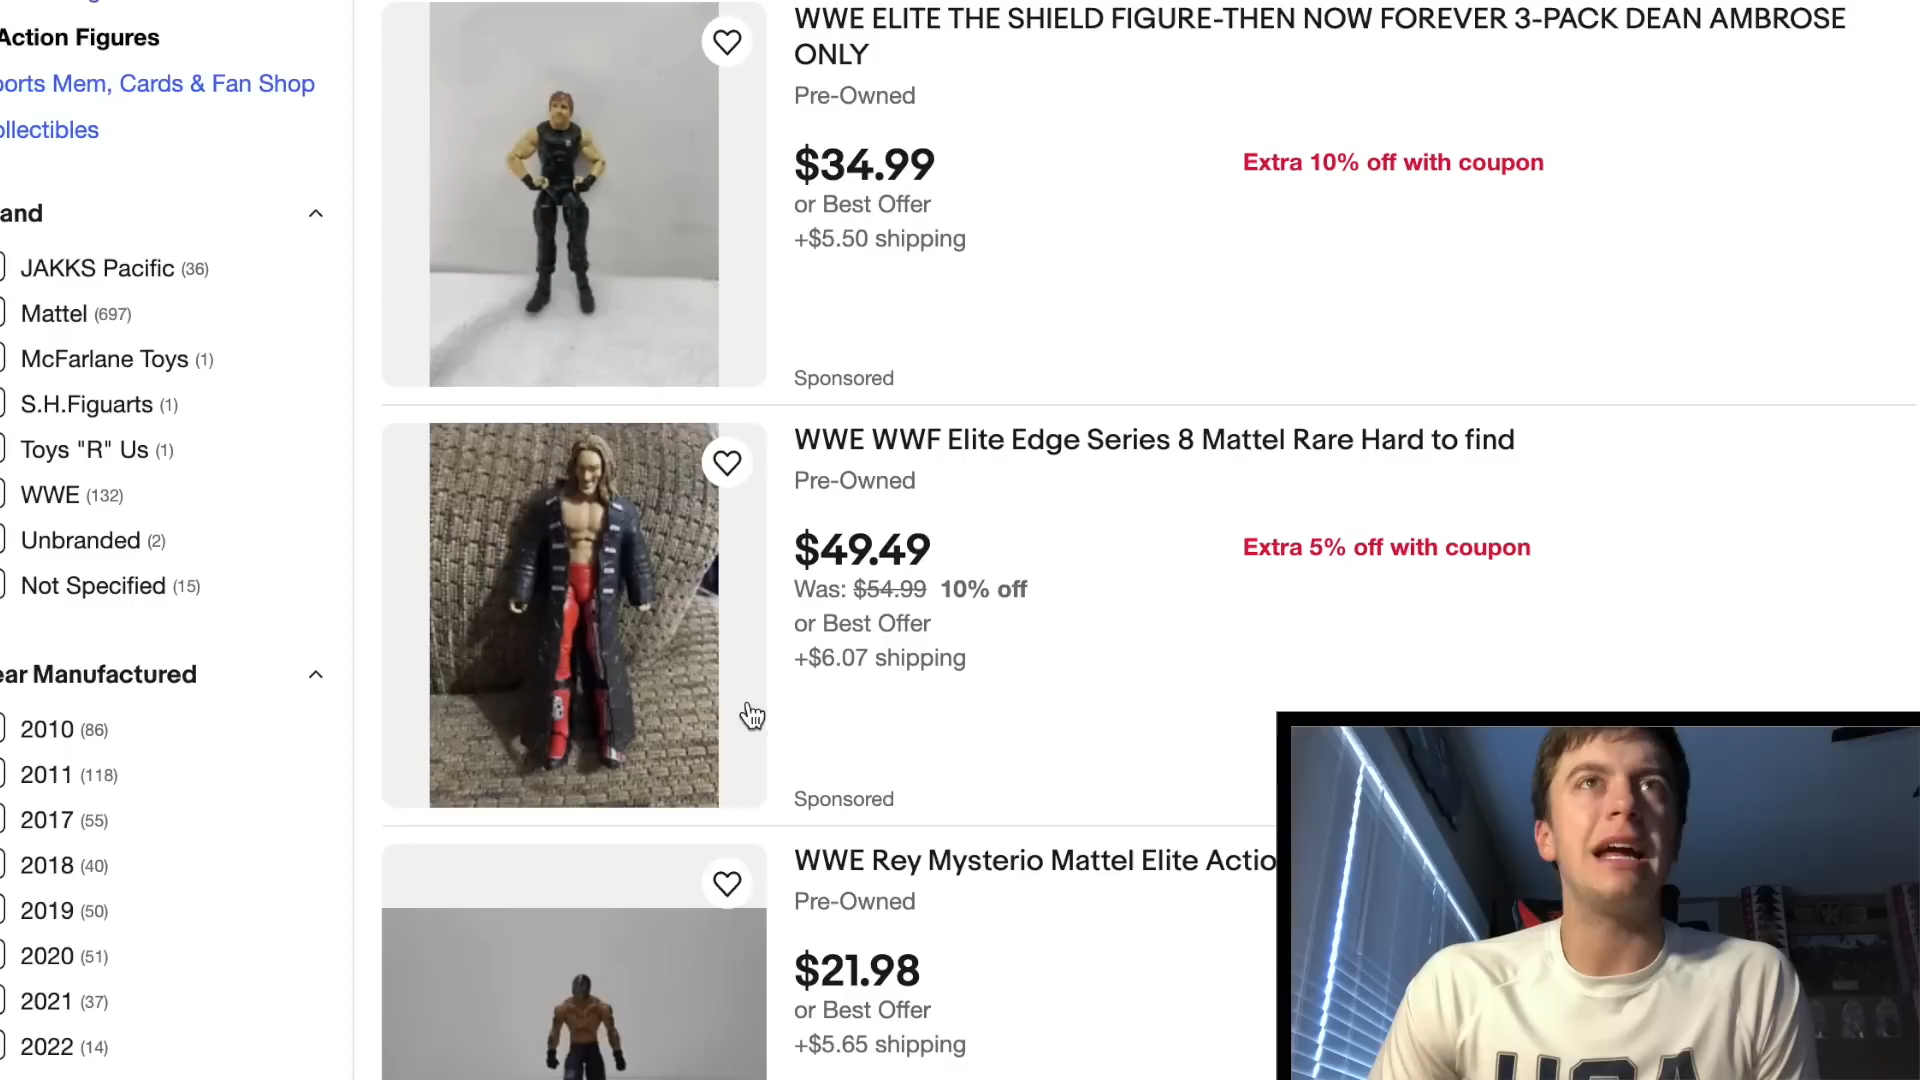 Action Figures
orts Mem, Cards & Fan Shop
ollectibles
and
JAKKS Pacific (36)
Mattel (697)
McFarlane Toys (1)
S.H.Figuarts (1)
Toys "R" Us (1)
WWE (132)
Unbranded (2)
Not Specified (15)
ear Manufactured
2010 (86)
2011 (118)
2017 (55)
2018 (40)
2019 (50)
2020 (51)
2021 (37)
2022 (14)
WWE ELITE THE SHIELD FIGURE-THEN NOW FOREVER 3-PACK DEAN AMBROSE
ONLY
Pre-Owned
$34.99
Extra 10% off with coupon
or Best Offer
+$5.50 shipping
Sponsored
WWE WWF Elite Edge Series 8 Mattel Rare Hard to find
Pre-Owned
$49.49
Extra 5% off with coupon
Was: $54.99 10% off
or Best Offer
+$6.07 shipping
Sponsored
WWE Rey Mysterio Mattel Elite Actio
Pre-Owned
$21.98
or Best Offer
+$5.65 shipping
USA